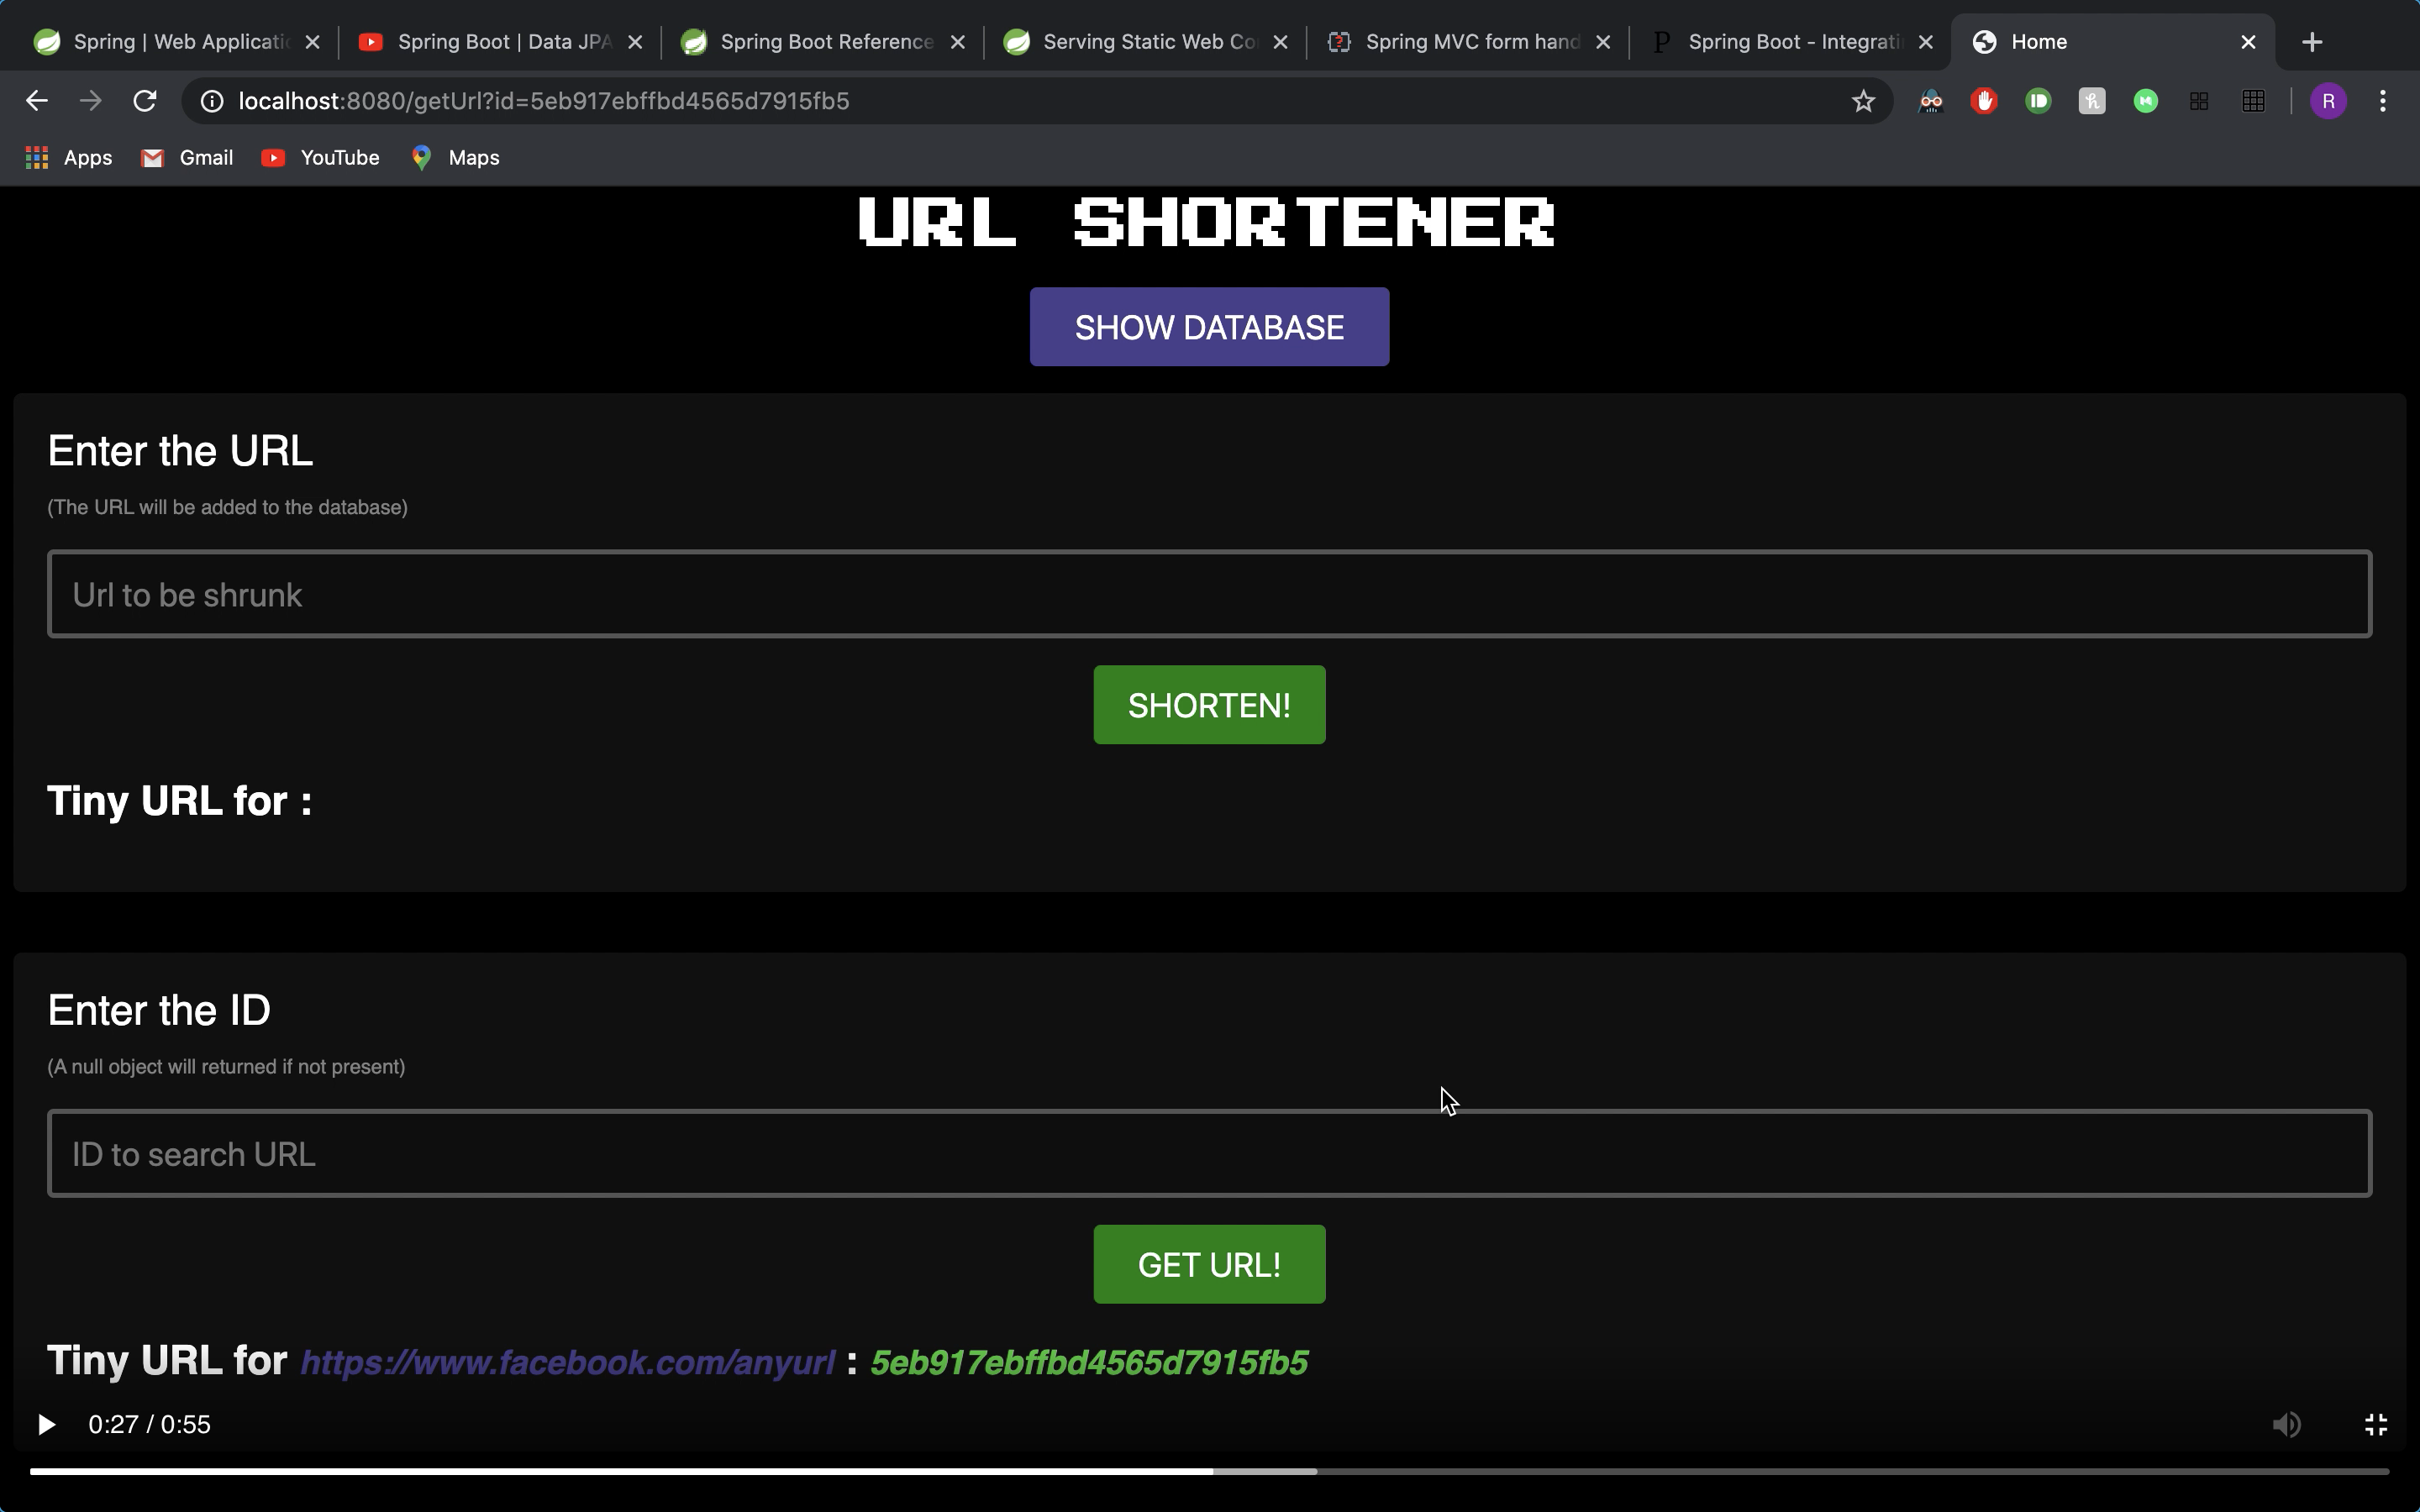 Spring | Web Applicati
Spring Boot | Data JPA
Spring Boot Reference
Serving Static Web Co
Spring MVC form hand
P Spring Boot - Integrati
Home
localhost:8080/getUrl?id=5eb917ebffbd4565d7915fb5
R
Apps Gmail YouTube Maps
URL SHORTENER
SHOW DATABASE
Enter the URL
(The URL will be added to the database)
Url to be shrunk
SHORTEN!
Tiny URL for :
Enter the ID
(A null object will returned if not present)
ID to search URL
GET URL!
Tiny URL for https://www.facebook.com/anyurl : 5eb917ebffbd4565d7915fb5
0:27 / 0:55